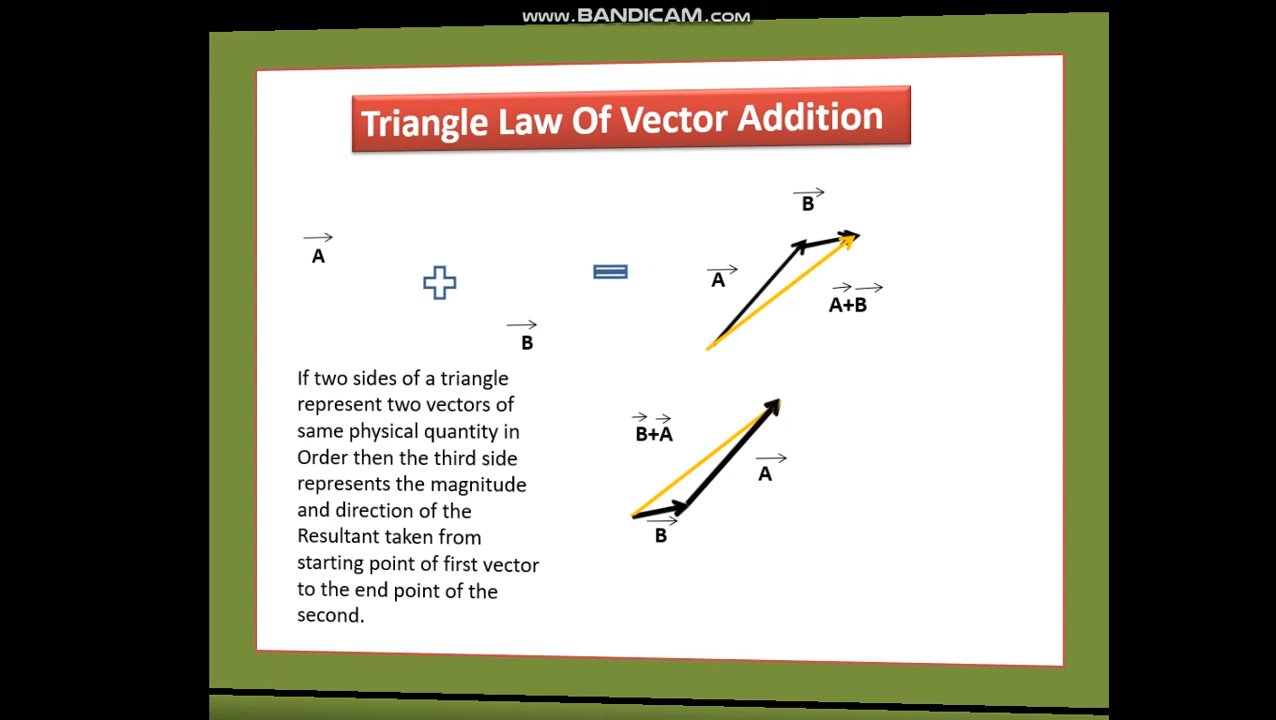 www.BANDICAM.com
Triangle Law Of Vector Addition
B
A
A
A+B
B
If two sides of a triangle
represent two vectors of
same physical quantity in
Order then the third side
represents the magnitude
and direction of the
Resultant taken from
starting point of first vector
to the end point of the
second.
B+A
A
B